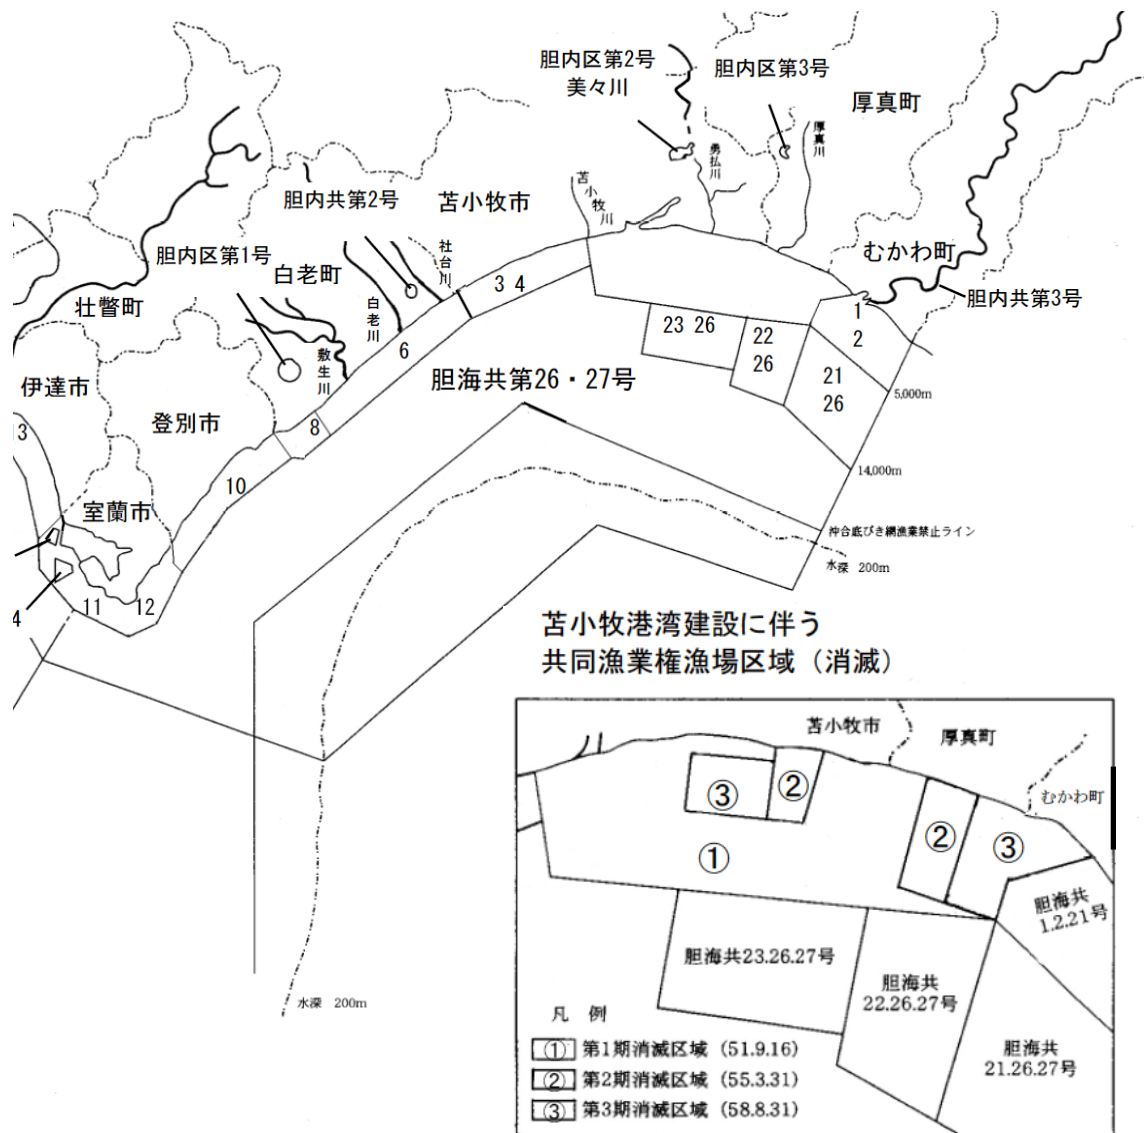 胆内区第2号
美々川
胆内区第3号
厚真町
厚真川
勇払川
苫小牧川
胆内共第2号
苫小牧市
社台川
胆内区第1号
白老町
白老川
むかわ町
胆内共第3号
壮瞥町
敷生川
伊達市
登別市
室蘭市
3 4
1
2
23 26
22
26
21
26
6
8
10
11
12
13
4
胆海共第26・27号
5,000m
14,000m
沖合底びき網漁業禁止ライン
水深 200m
水深 200m
苫小牧港湾建設に伴う
共同漁業権漁場区域（消滅）
苫小牧市
厚真町
むかわ町
③
②
①
②
③
胆海共
1.2.21号
胆海共23.26.27号
胆海共
22.26.27号
胆海共
21.26.27号
凡 例
① 第1期消滅区域（51.9.16）
② 第2期消滅区域（55.3.31）
③ 第3期消滅区域（58.8.31）